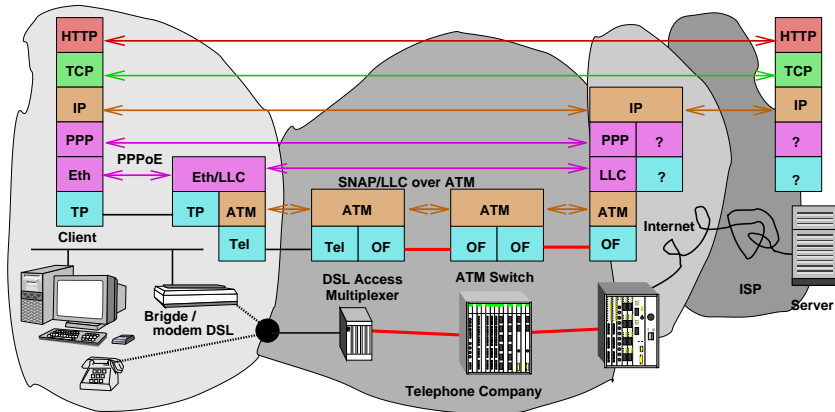 HTTP
HTTP
TCP
TCP
IP
IP
IP
PPP
PPP
?
?
PPPoE
Eth
Eth/LLC
LLC
?
?
SNAP/LLC over ATM
TP
TP
ATM
ATM
ATM
ATM
Internet
Client
Tel
Tel
OF
OF
OF
OF
DSL Access
Multiplexer
ATM Switch
ISP
Server
Brigde /
modem DSL
Telephone Company